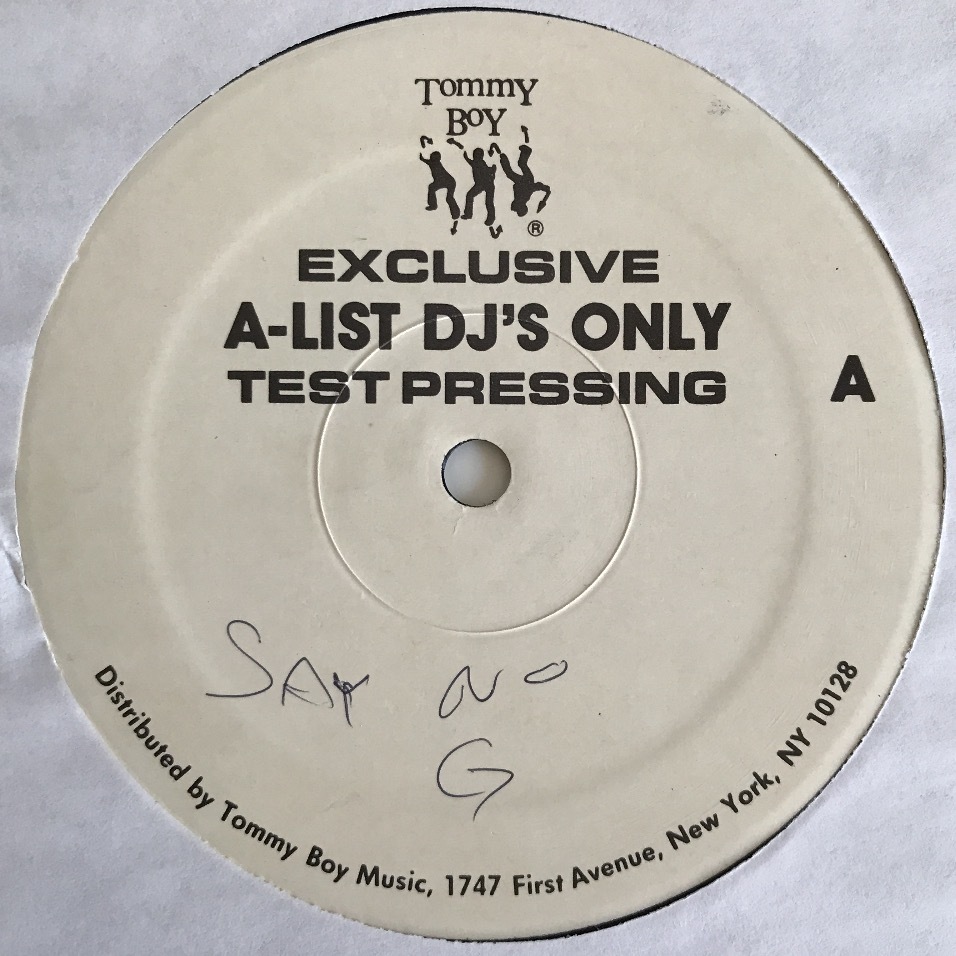 Tommy
Boy
®
EXCLUSIVE
A-LIST DJ'S ONLY
TEST PRESSING
A
SAY NO
G
Distributed by Tommy Boy Music, 1747 First Avenue, New York, NY 10128